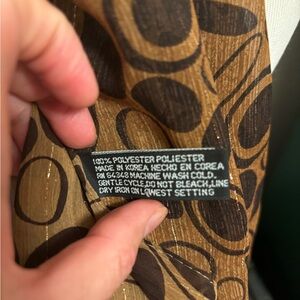 100% POLYESTER POLIESTER
MADE IN KOREA HECHO EN COREA
RN 64348 MACHINE WASH COLD,
GENTLE CYCLE,DO NOT BLEACH,LINE
DRY IRON ON LOWEST SETTING